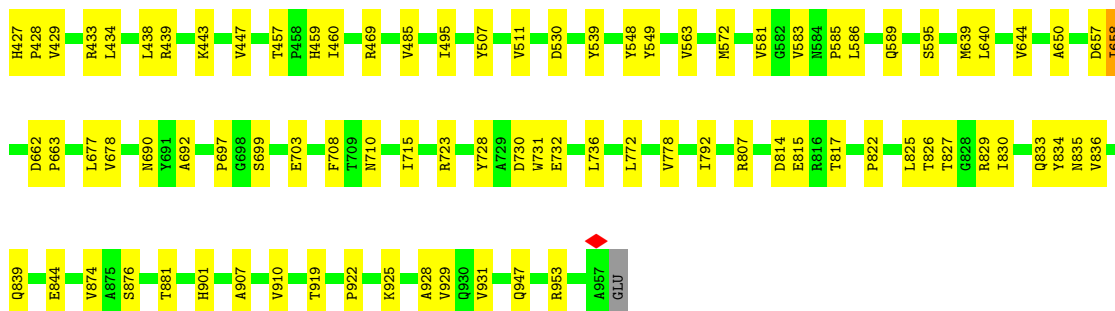 H427 P428 V429 R433 L434 L438 R439 K443 V447 T457 P458 H459 I460 R469 V485 I495 Y507 V511 D530 Y539 Y548 Y549 V563 M572 V581 G582 V583 N584 P585 L586 Q589 S595 M639 L640 V644 A650 D657 I658
D662 P663 L677 V678 N690 Y691 A692 P697 G698 S699 E703 F708 T709 N710 I715 R723 Y728 A729 D730 W731 E732 L736 L772 V778 I792 R807 D814 E815 R816 T817 P822 L825 T826 T827 G828 R829 I830 Q833 Y834 N835 V836
Q839 E844 V874 A875 S876 T881 H901 A907 V910 T919 P922 K925 A928 V929 Q930 V931 Q947 R953 A957 GLU